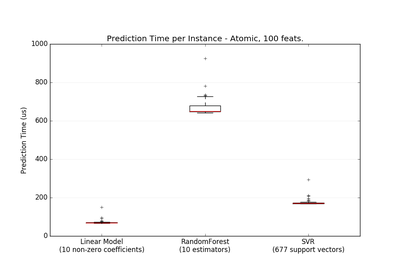 Prediction Time per Instance - Atomic, 100 feats.
1000
800
600
400
200
0
Prediction Time (us)
Linear Model
(10 non-zero coefficients)
RandomForest
(10 estimators)
SVR
(677 support vectors)